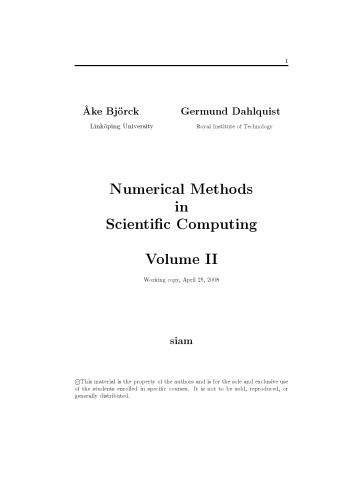 1
Åke Björck Germund Dahlquist
Linköping University Royal Institute of Technology
Numerical Methods
in
Scientific Computing
Volume II
Working copy, April 25, 2008
siam
©This material is the property of the authors and is for the sole and exclusive use
of the students enrolled in specific courses. It is not to be sold, reproduced, or
generally distributed.